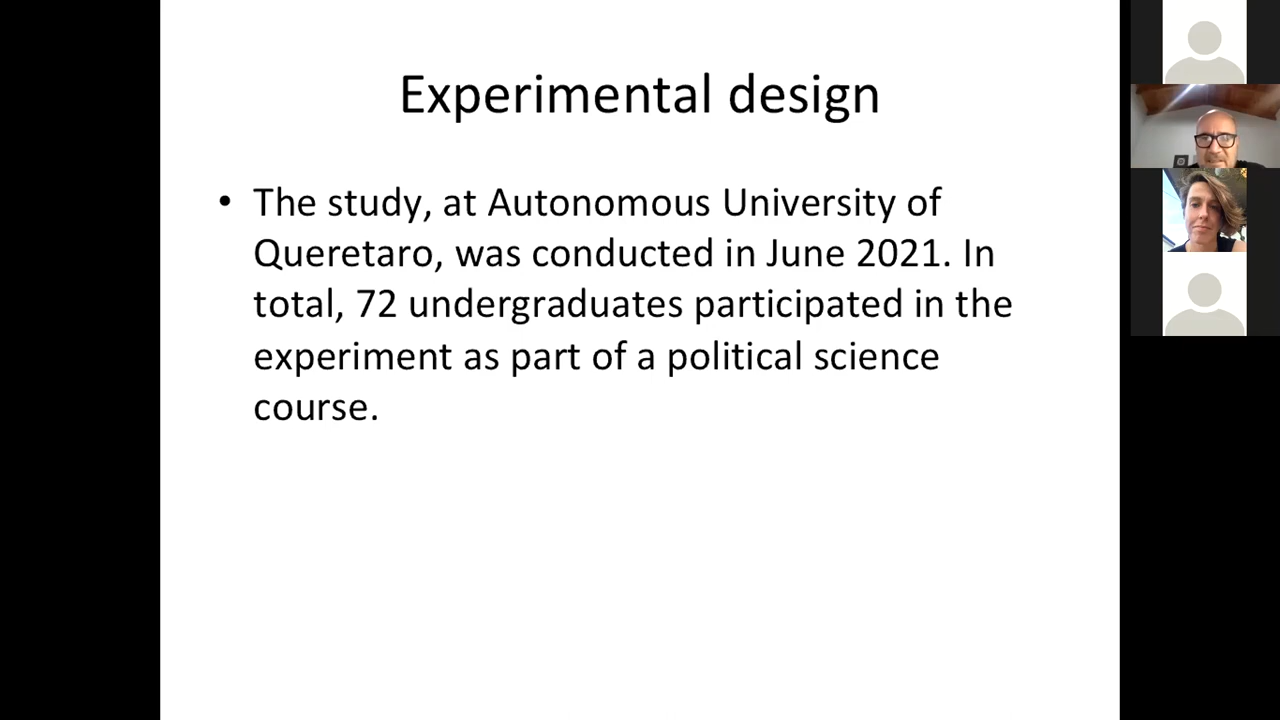 Experimental design
• The study, at Autonomous University of
Queretaro, was conducted in June 2021. In
total, 72 undergraduates participated in the
experiment as part of a political science
course.